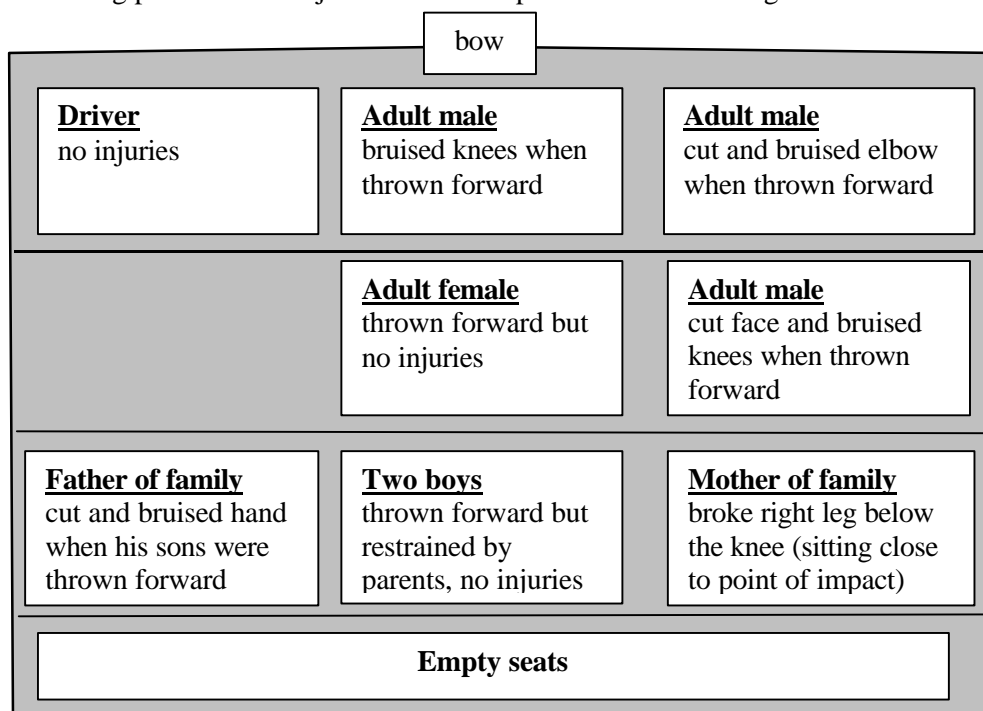 bow
Driver
no injuries
Adult male
bruised knees when
thrown forward
Adult male
cut and bruised elbow
when thrown forward
Adult female
thrown forward but
no injuries
Adult male
cut face and bruised
knees when thrown
forward
Father of family
cut and bruised hand
when his sons were
thrown forward
Two boys
thrown forward but
restrained by
parents, no injuries
Mother of family
broke right leg below
the knee (sitting close
to point of impact)
Empty seats